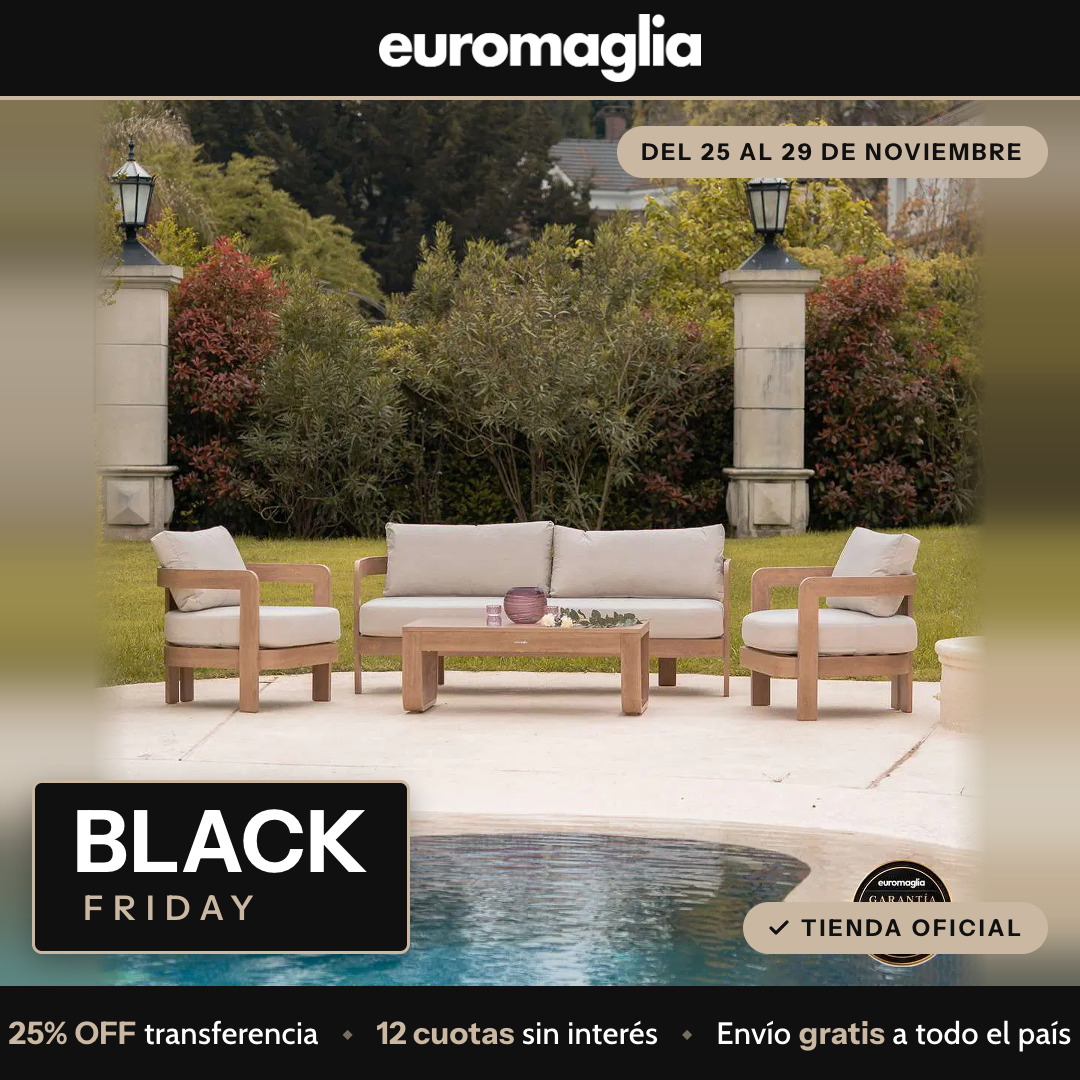 euromaglia
DEL 25 AL 29 DE NOVIEMBRE
BLACK
FRIDAY
euromaglia
GARANTÍA
TIENDA OFICIAL
25% OFF transferencia ◆ 12 cuotas sin interés ◆ Envío gratis a todo el país